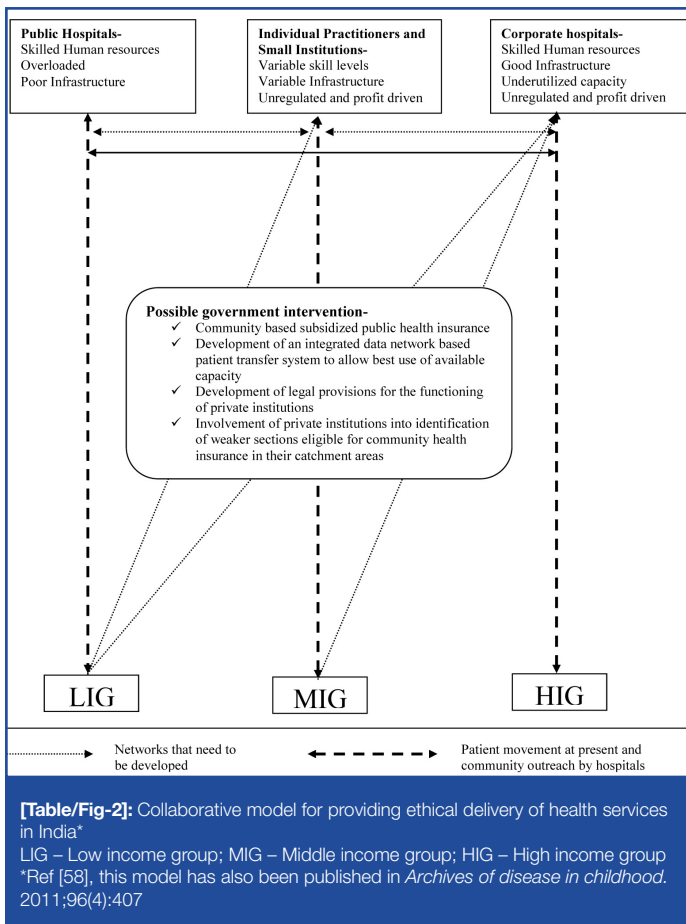 Public Hospitals-
Skilled Human resources
Overloaded
Poor Infrastructure
Individual Practitioners and
Small Institutions-
Variable skill levels
Variable Infrastructure
Unregulated and profit driven
Corporate hospitals-
Skilled Human resources
Good Infrastructure
Underutilized capacity
Unregulated and profit driven
Possible government intervention-
✓ Community based subsidized public health insurance
✓ Development of an integrated data network based
patient transfer system to allow best use of available
capacity
✓ Development of legal provisions for the functioning
of private institutions
✓ Involvement of private institutions into identification
of weaker sections eligible for community health
insurance in their catchment areas
LIG
MIG
HIG
Networks that need to
be developed
Patient movement at present and
community outreach by hospitals
[Table/Fig-2]: Collaborative model for providing ethical delivery of health services
in India*
LIG – Low income group; MIG – Middle income group; HIG – High income group
*Ref [58], this model has also been published in Archives of disease in childhood.
2011;96(4):407